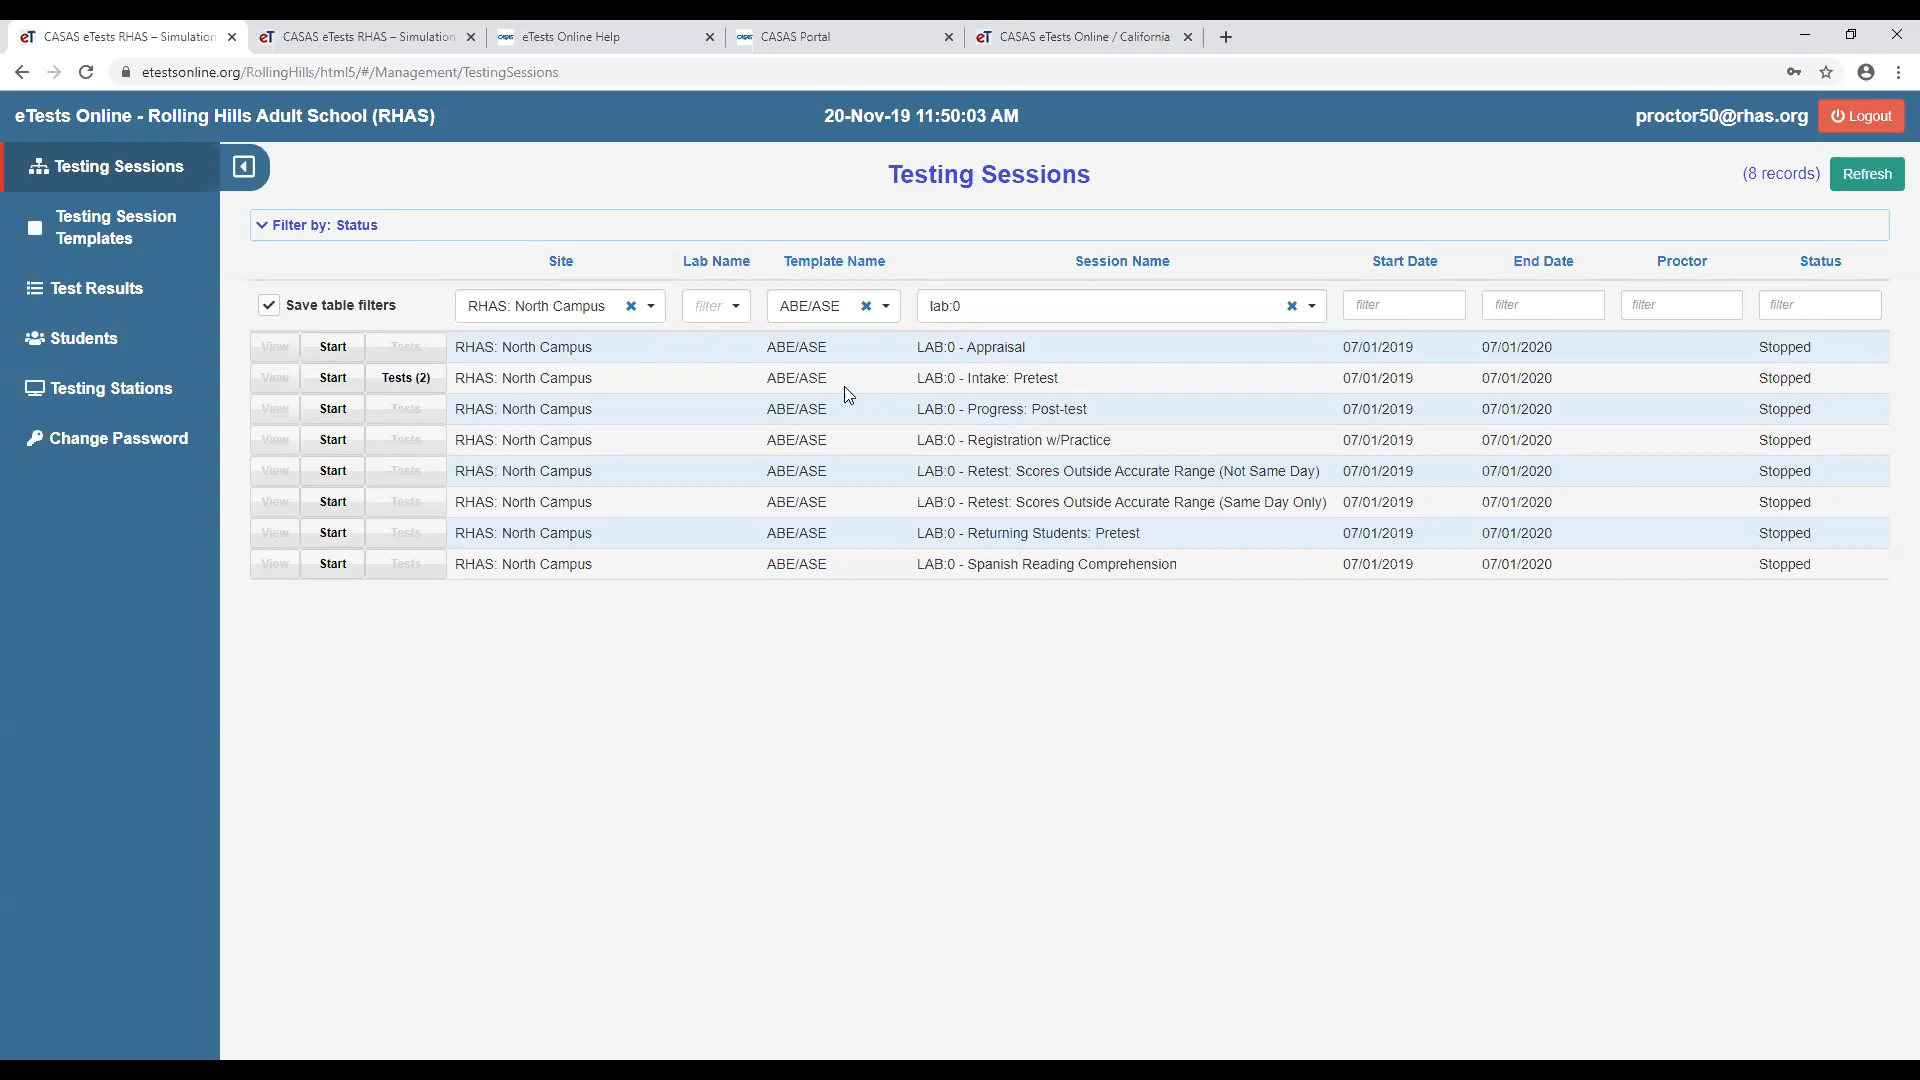 CASAS eTests RHAS – Simulation
CASAS eTests RHAS – Simulation
eTests Online Help
CASAS Portal
CASAS eTests Online / California
etestsonline.org/RollingHills/html5/#/Management/TestingSessions
eTests Online - Rolling Hills Adult School (RHAS)
20-Nov-19 11:50:03 AM
proctor50@rhas.org
Logout
Testing Sessions
Testing Session
Templates
Test Results
Students
Testing Stations
Change Password
Testing Sessions
(8 records)
Refresh
Filter by: Status
Site Lab Name Template Name Session Name Start Date End Date Proctor Status
Save table filters RHAS: North Campus filter ABE/ASE lab:0 filter filter filter filter
View Start Tests RHAS: North Campus ABE/ASE LAB:0 - Appraisal 07/01/2019 07/01/2020 Stopped
View Start Tests (2) RHAS: North Campus ABE/ASE LAB:0 - Intake: Pretest 07/01/2019 07/01/2020 Stopped
View Start Tests RHAS: North Campus ABE/ASE LAB:0 - Progress: Post-test 07/01/2019 07/01/2020 Stopped
View Start Tests RHAS: North Campus ABE/ASE LAB:0 - Registration w/Practice 07/01/2019 07/01/2020 Stopped
View Start Tests RHAS: North Campus ABE/ASE LAB:0 - Retest: Scores Outside Accurate Range (Not Same Day) 07/01/2019 07/01/2020 Stopped
View Start Tests RHAS: North Campus ABE/ASE LAB:0 - Retest: Scores Outside Accurate Range (Same Day Only) 07/01/2019 07/01/2020 Stopped
View Start Tests RHAS: North Campus ABE/ASE LAB:0 - Returning Students: Pretest 07/01/2019 07/01/2020 Stopped
View Start Tests RHAS: North Campus ABE/ASE LAB:0 - Spanish Reading Comprehension 07/01/2019 07/01/2020 Stopped